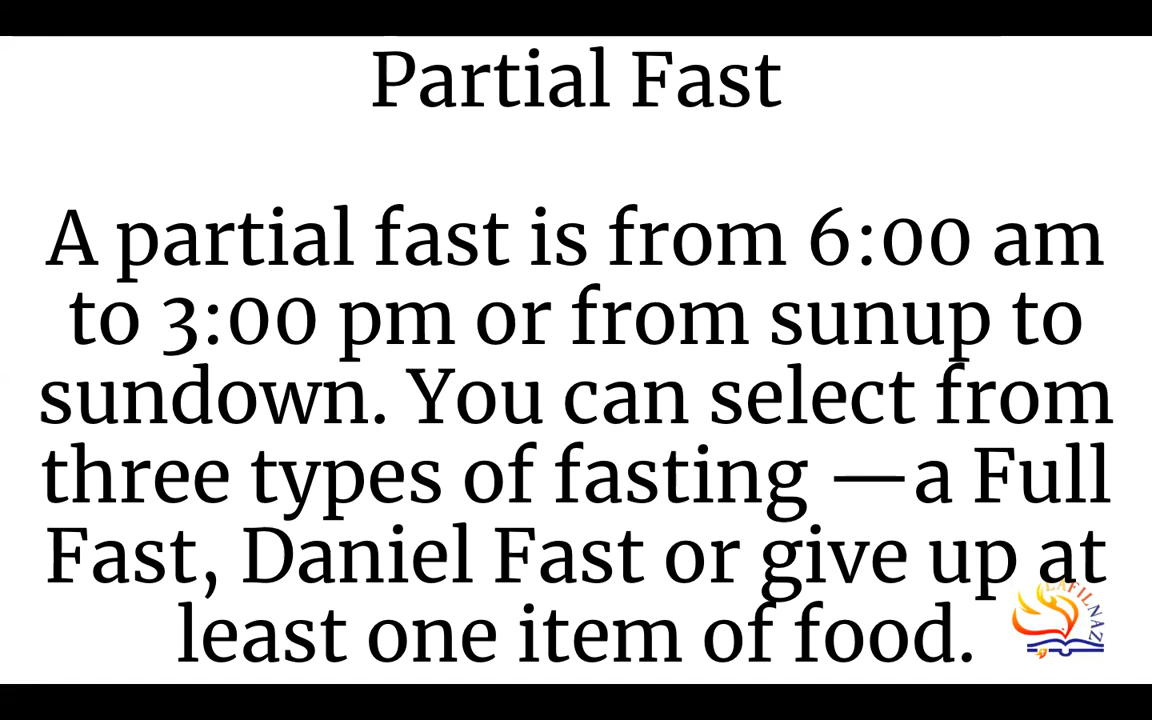 Partial Fast
A partial fast is from 6:00 am
to 3:00 pm or from sunup to
sundown. You can select from
three types of fasting —a Full
Fast, Daniel Fast or give up at
least one item of food.
LAFILNAZ